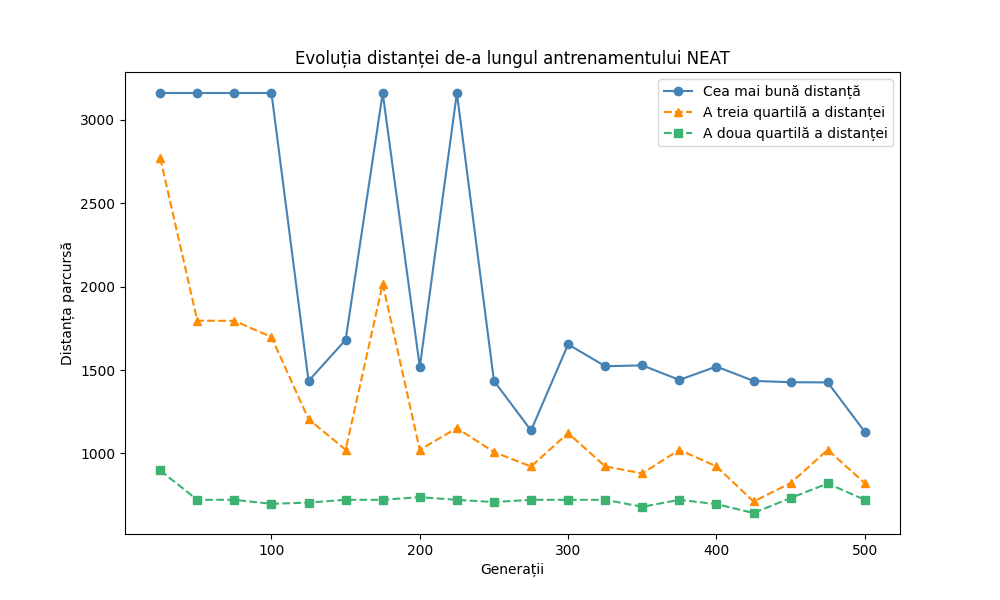 Evoluția distanței de-a lungul antrenamentului NEAT
Cea mai bună distanță
A treia quartilă a distanței
A doua quartilă a distanței
Distanța parcursă
3000
2500
2000
1500
1000
100 200 300 400 500
Generații